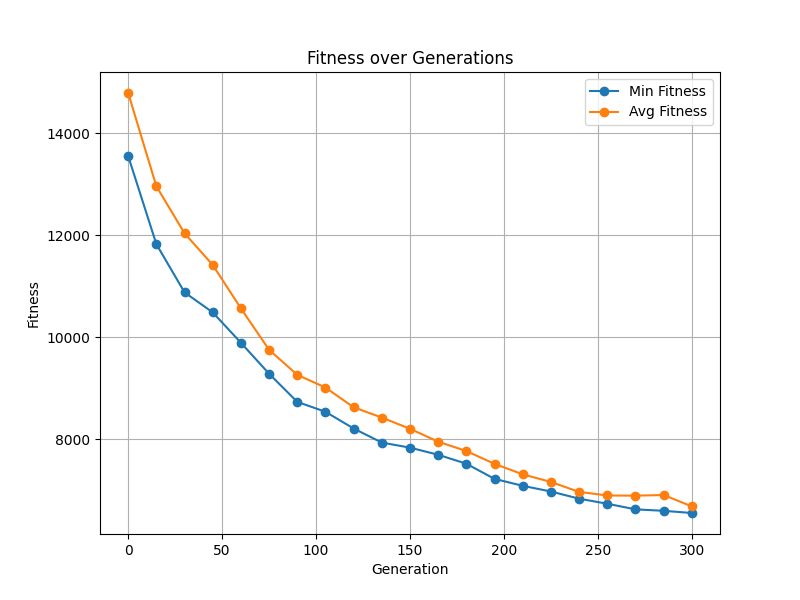 Fitness over Generations
Min Fitness
Avg Fitness
14000
12000
10000
8000
Fitness
0 50 100 150 200 250 300
Generation